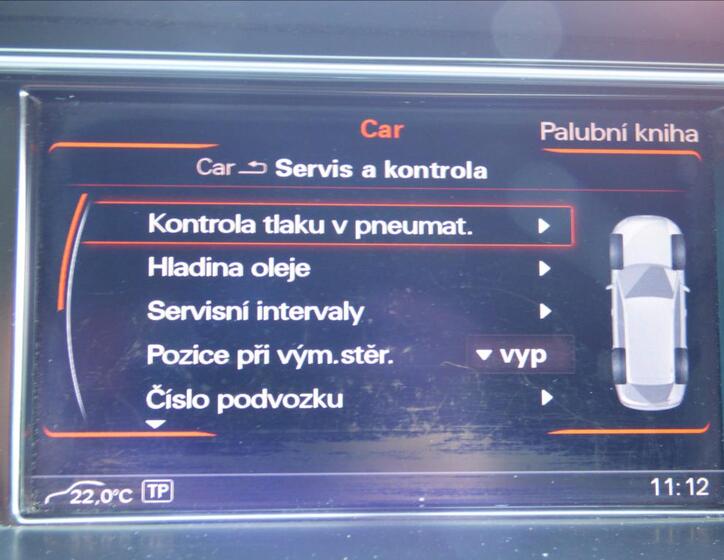 Car
Palubní kniha
Car Servis a kontrola
Kontrola tlaku v pneumat.
Hladina oleje
Servisní intervaly
Pozice při vým.stěr. vyp
Číslo podvozku
22,0°C TP 11:12